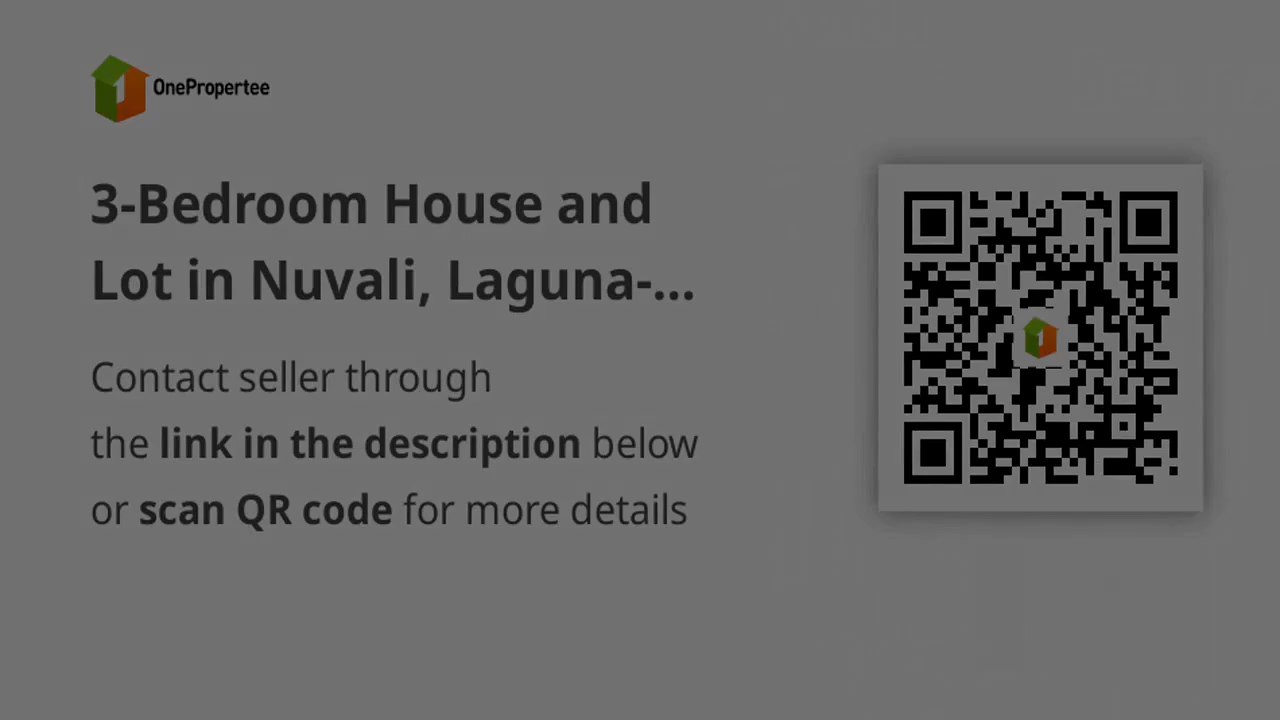 OnePropertee
3-Bedroom House and
Lot in Nuvali, Laguna-...
Contact seller through
the link in the description below
or scan QR code for more details